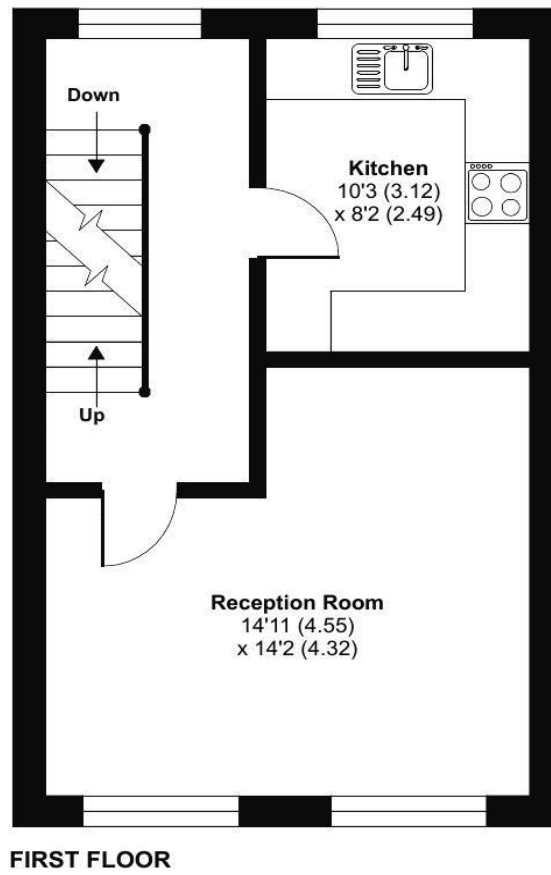 Down
Kitchen
10'3 (3.12)
x 8'2 (2.49)
Up
Reception Room
14'11 (4.55)
x 14'2 (4.32)
FIRST FLOOR